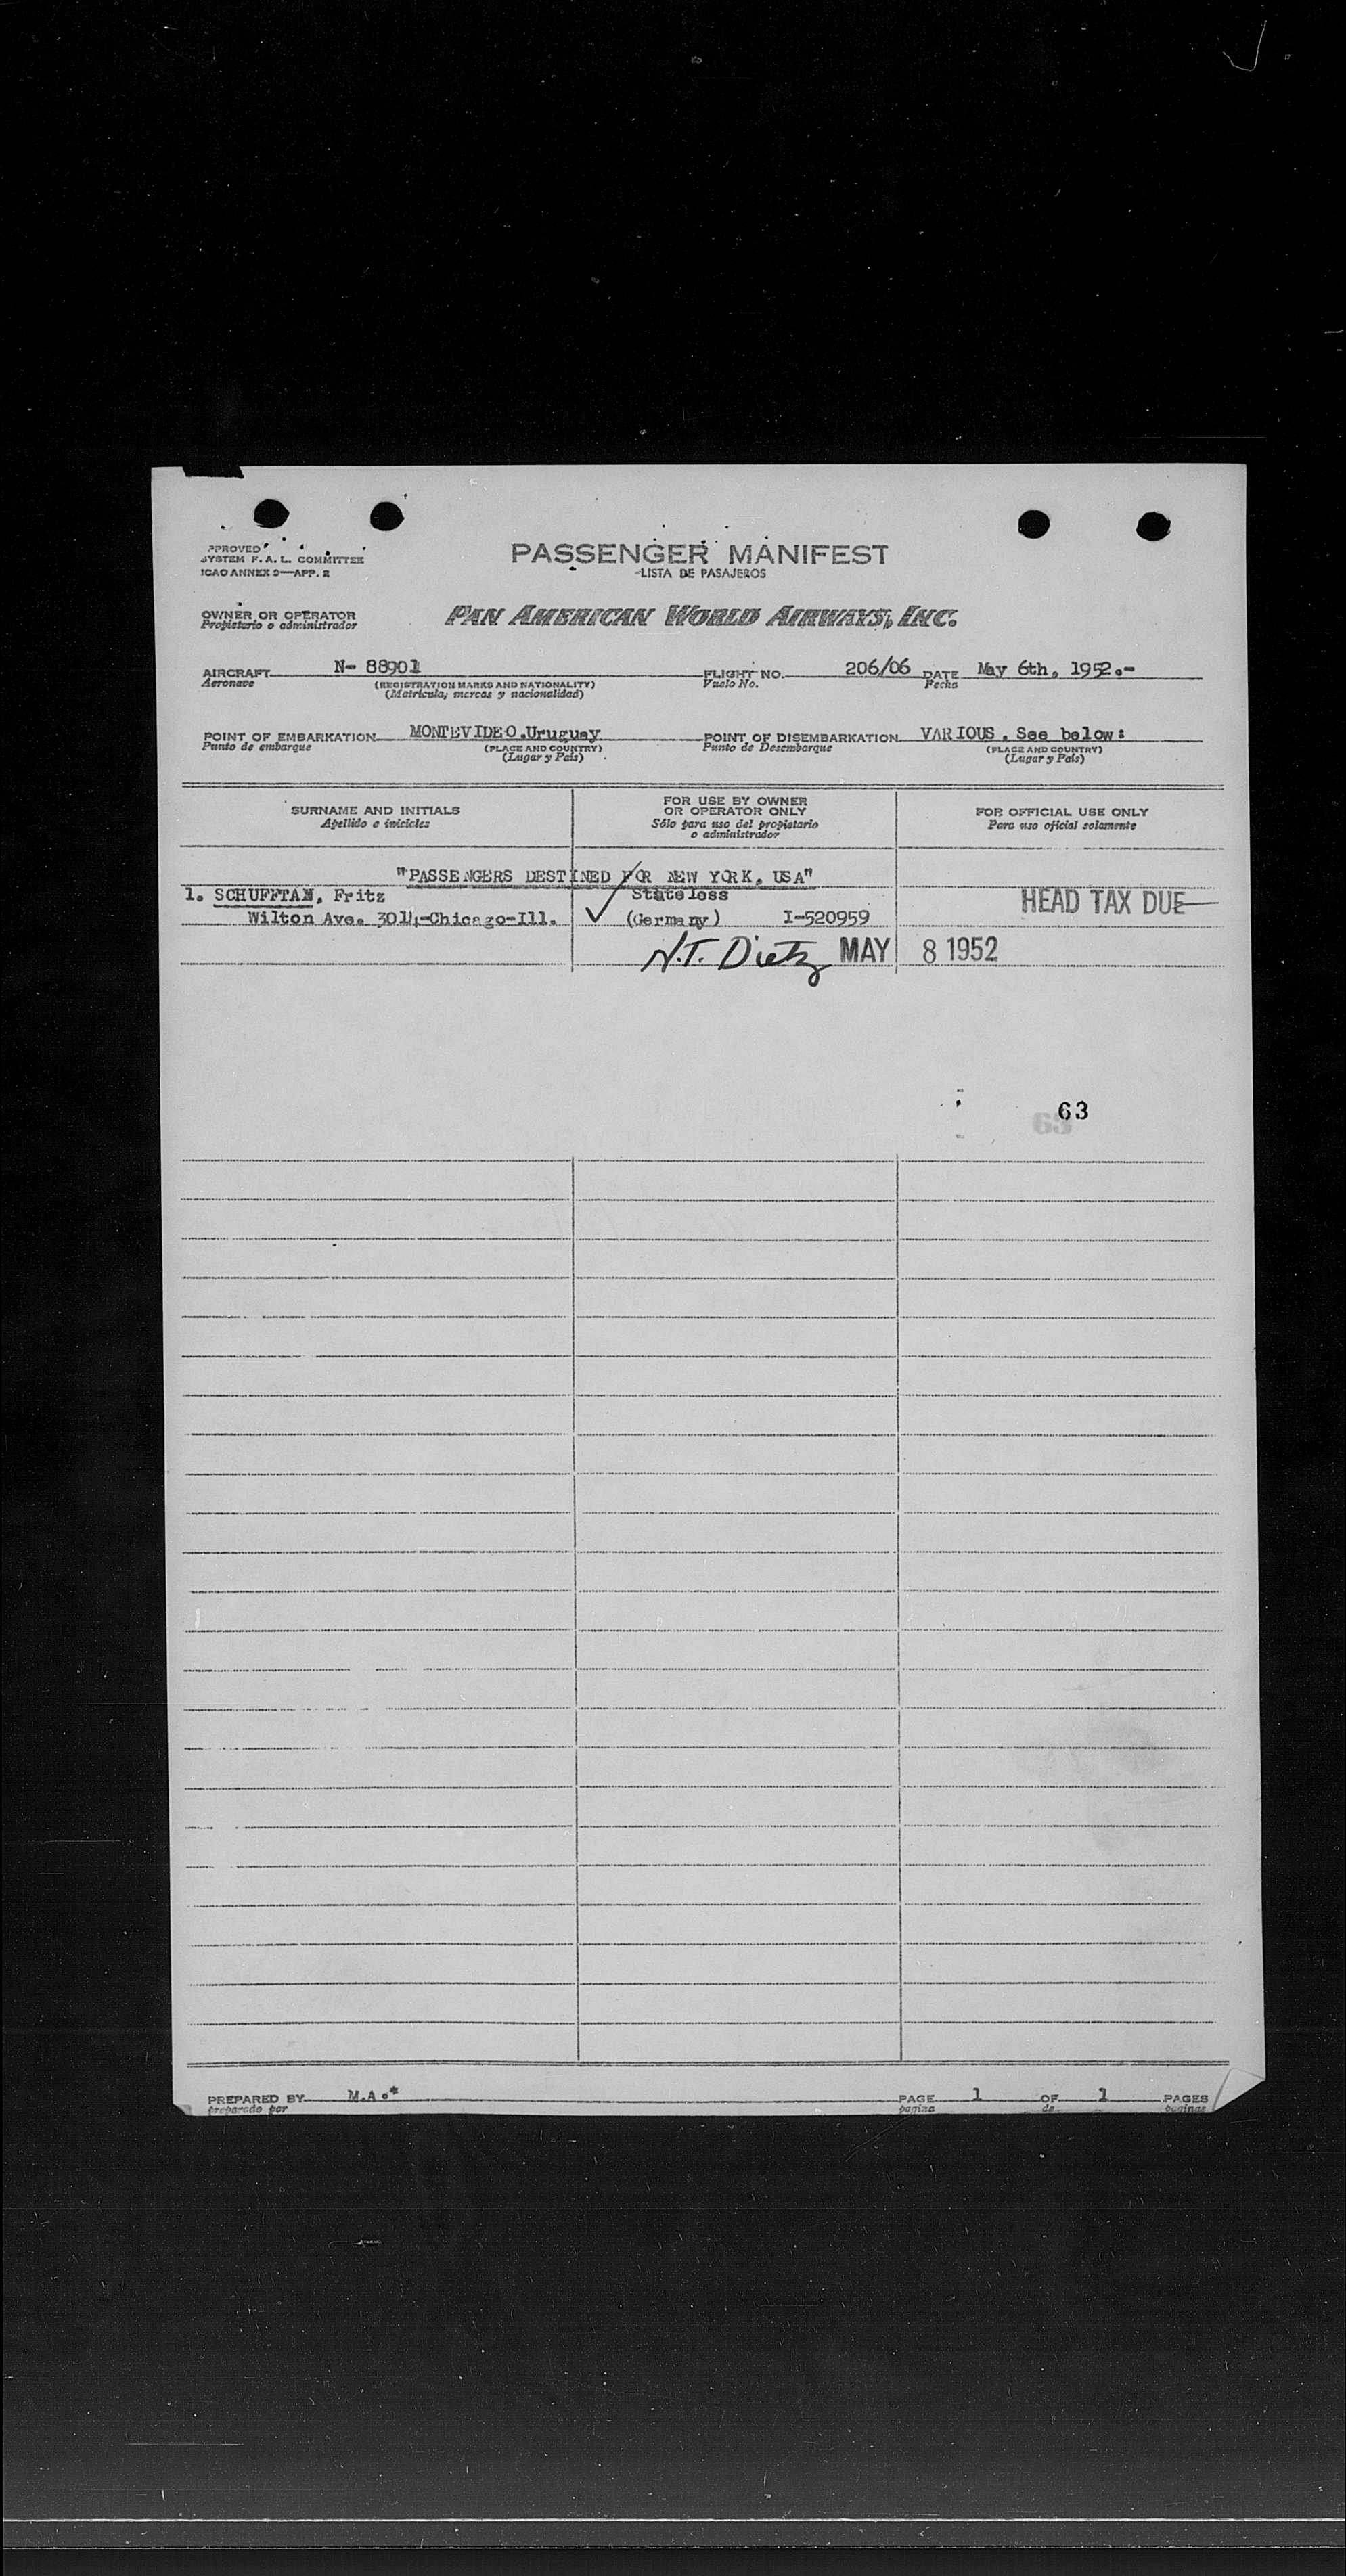 PPROVED
SYSTEM F. A. L. COMMITTEE
ICAO ANNEX 9—APP. 2
PASSENGER MANIFEST
LISTA DE PASAJEROS
OWNER OR OPERATOR
Propietario o administrador
PAN AMERICAN WORLD AIRWAYS, INC.
AIRCRAFT N- 88901 FLIGHT NO. 206/06 DATE May 6th, 1952.-
Aeronave (REGISTRATION MARKS AND NATIONALITY) Vuelo No. Fecha
(Matrícula, marcas y nacionalidad)
POINT OF EMBARKATION MONTEVIDEO.Uruguay POINT OF DISEMBARKATION VARIOUS. See below:
Punto de embarque (PLACE AND COUNTRY) Punto de Desembarque (PLACE AND COUNTRY)
(Lugar y País) (Lugar y País)
SURNAME AND INITIALS
Apellido e iniciales
FOR USE BY OWNER
OR OPERATOR ONLY
Sólo para uso del propietario
o administrador
FOR OFFICIAL USE ONLY
Para uso oficial solamente
"PASSENGERS DESTINED FOR NEW YORK, USA"
1. SCHUFFTAN, Fritz Stateless HEAD TAX DUE
Wilton Ave. 3014-Chicago-Ill. (Germany) I-520959
N.T. Dietz MAY 8 1952
63
PREPARED BY M.A.* PAGE 1 OF 1 PAGES
preparado por pagina de paginas